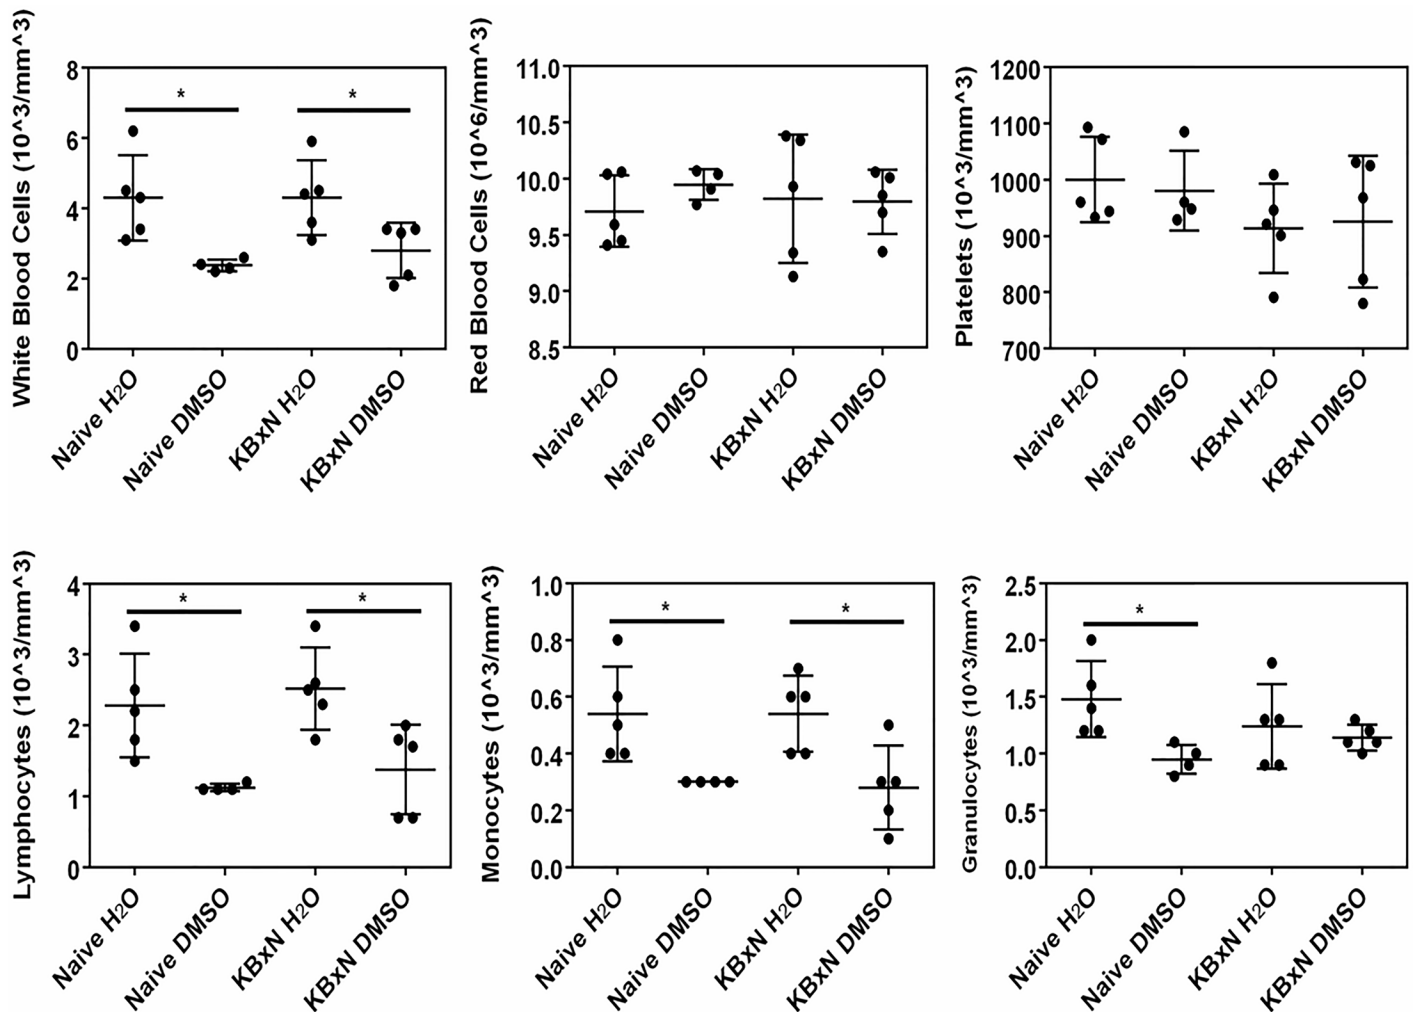 White Blood Cells (10^3/mm^3)
8
6
4
2
0
*
*
Naive H2O
Naive DMSO
KBxN H2O
KBxN DMSO
Red Blood Cells (10^6/mm^3)
11.0
10.5
10.0
9.5
9.0
8.5
Naive H2O
Naive DMSO
KBxN H2O
KBxN DMSO
Platelets (10^3/mm^3)
1200
1100
1000
900
800
700
Naive H2O
Naive DMSO
KBxN H2O
KBxN DMSO
Lymphocytes (10^3/mm^3)
4
3
2
1
0
*
*
Naive H2O
Naive DMSO
KBxN H2O
KBxN DMSO
Monocytes (10^3/mm^3)
1.0
0.8
0.6
0.4
0.2
0.0
*
*
Naive H2O
Naive DMSO
KBxN H2O
KBxN DMSO
Granulocytes (10^3/mm^3)
2.5
2.0
1.5
1.0
0.5
0.0
*
Naive H2O
Naive DMSO
KBxN H2O
KBxN DMSO